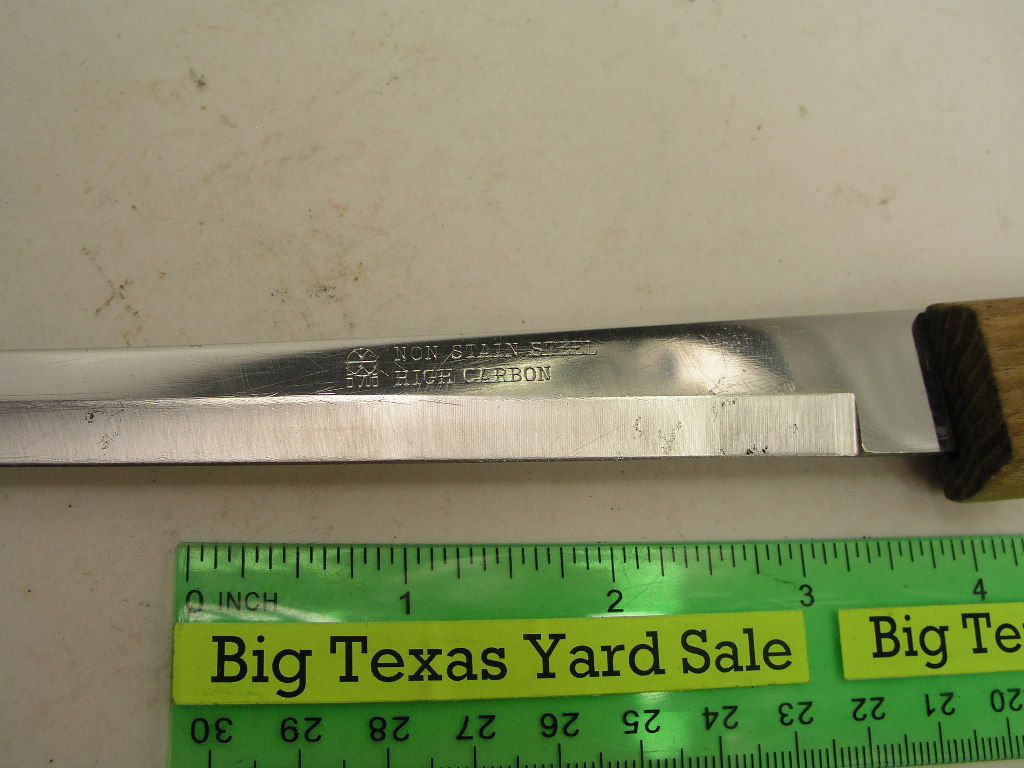 NON STAIN STEEL
HIGH CARBON
0 INCH 1 2 3 4
Big Texas Yard Sale
Big Te
30 29 28 27 26 25 24 23 22 21 20